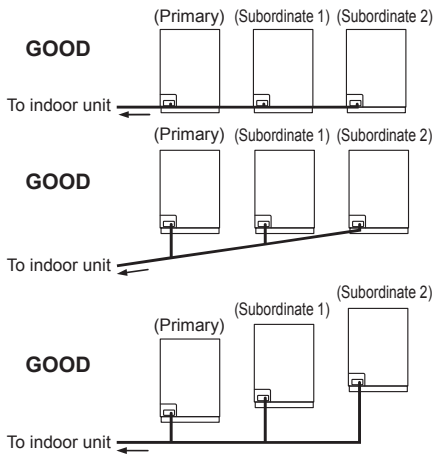 (Primary) (Subordinate 1) (Subordinate 2)
GOOD
To indoor unit
(Primary) (Subordinate 1) (Subordinate 2)
GOOD
To indoor unit
(Subordinate 2)
(Subordinate 1)
(Primary)
GOOD
To indoor unit